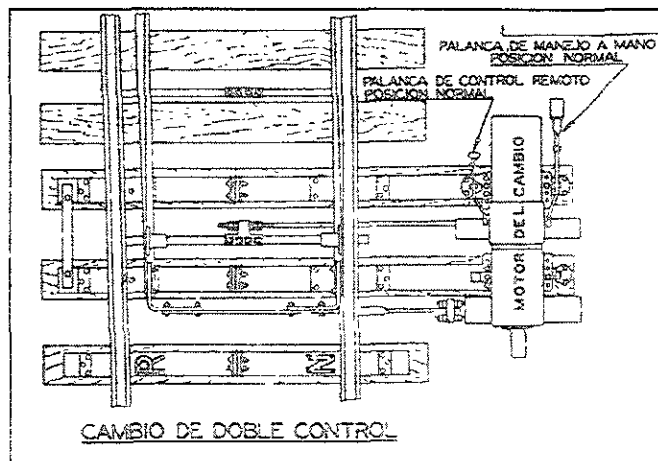 PALANCA DE MANEJO A MANO
POSICION NORMAL
PALANCA DE CONTROL REMOTO
POSICION NORMAL
MOTOR DEL CAMBIO
R
N
CAMBIO DE DOBLE CONTROL